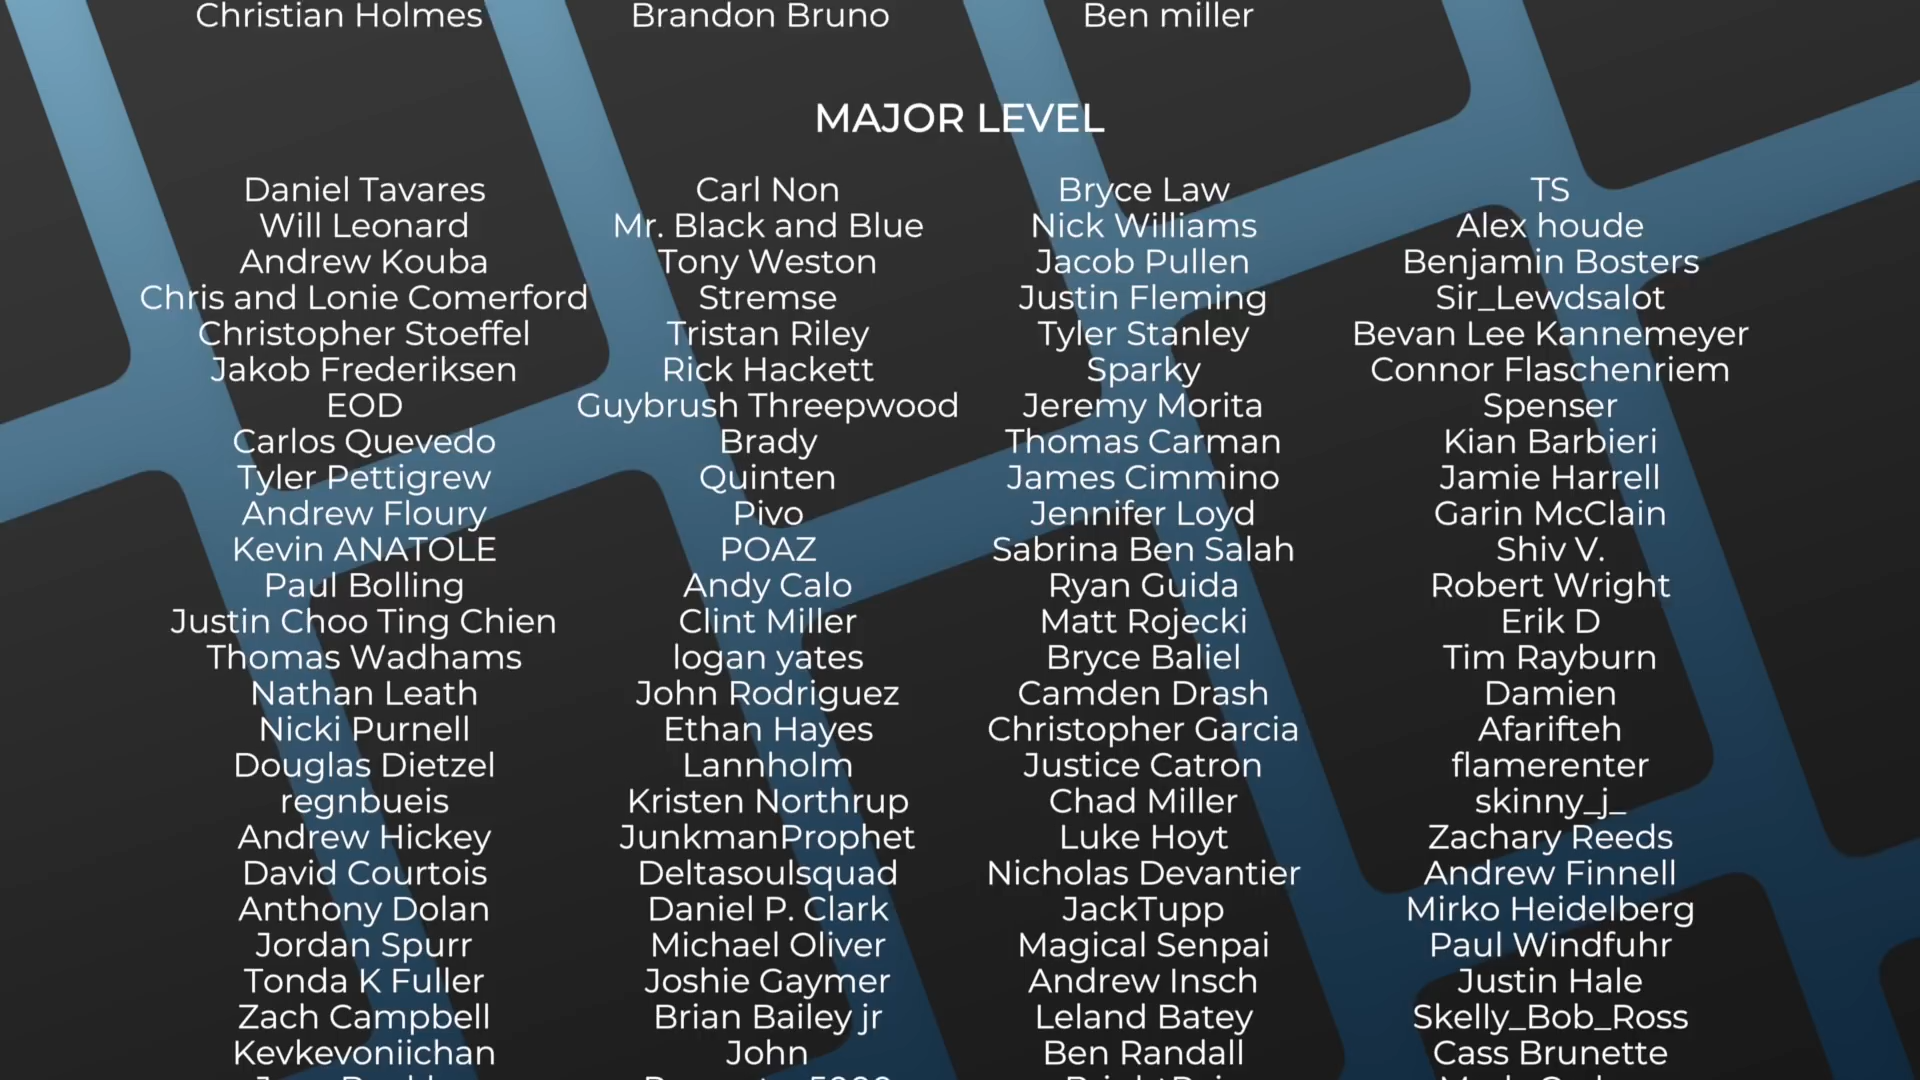 Christian Holmes Brandon Bruno Ben miller
MAJOR LEVEL
Daniel Tavares Carl Non Bryce Law TS
Will Leonard Mr. Black and Blue Nick Williams Alex houde
Andrew Kouba Tony Weston Jacob Pullen Benjamin Bosters
Chris and Lonie Comerford Stremse Justin Fleming Sir_Lewdsalot
Christopher Stoeffel Tristan Riley Tyler Stanley Bevan Lee Kannemeyer
Jakob Frederiksen Rick Hackett Sparky Connor Flaschenriem
EOD Guybrush Threepwood Jeremy Morita Spenser
Carlos Quevedo Brady Thomas Carman Kian Barbieri
Tyler Pettigrew Quinten James Cimmino Jamie Harrell
Andrew Floury Pivo Jennifer Loyd Garin McClain
Kevin ANATOLE POAZ Sabrina Ben Salah Shiv V.
Paul Bolling Andy Calo Ryan Guida Robert Wright
Justin Choo Ting Chien Clint Miller Matt Rojecki Erik D
Thomas Wadhams logan yates Bryce Baliel Tim Rayburn
Nathan Leath John Rodriguez Camden Drash Damien
Nicki Purnell Ethan Hayes Christopher Garcia Afarifteh
Douglas Dietzel Lannholm Justice Catron flamerenter
regnbueis Kristen Northrup Chad Miller skinny_j_
Andrew Hickey JunkmanProphet Luke Hoyt Zachary Reeds
David Courtois Deltasoulsquad Nicholas Devantier Andrew Finnell
Anthony Dolan Daniel P. Clark JackTupp Mirko Heidelberg
Jordan Spurr Michael Oliver Magical Senpai Paul Windfuhr
Tonda K Fuller Joshie Gaymer Andrew Insch Justin Hale
Zach Campbell Brian Bailey jr Leland Batey Skelly_Bob_Ross
Kevkevoniichan John Ben Randall Cass Brunette